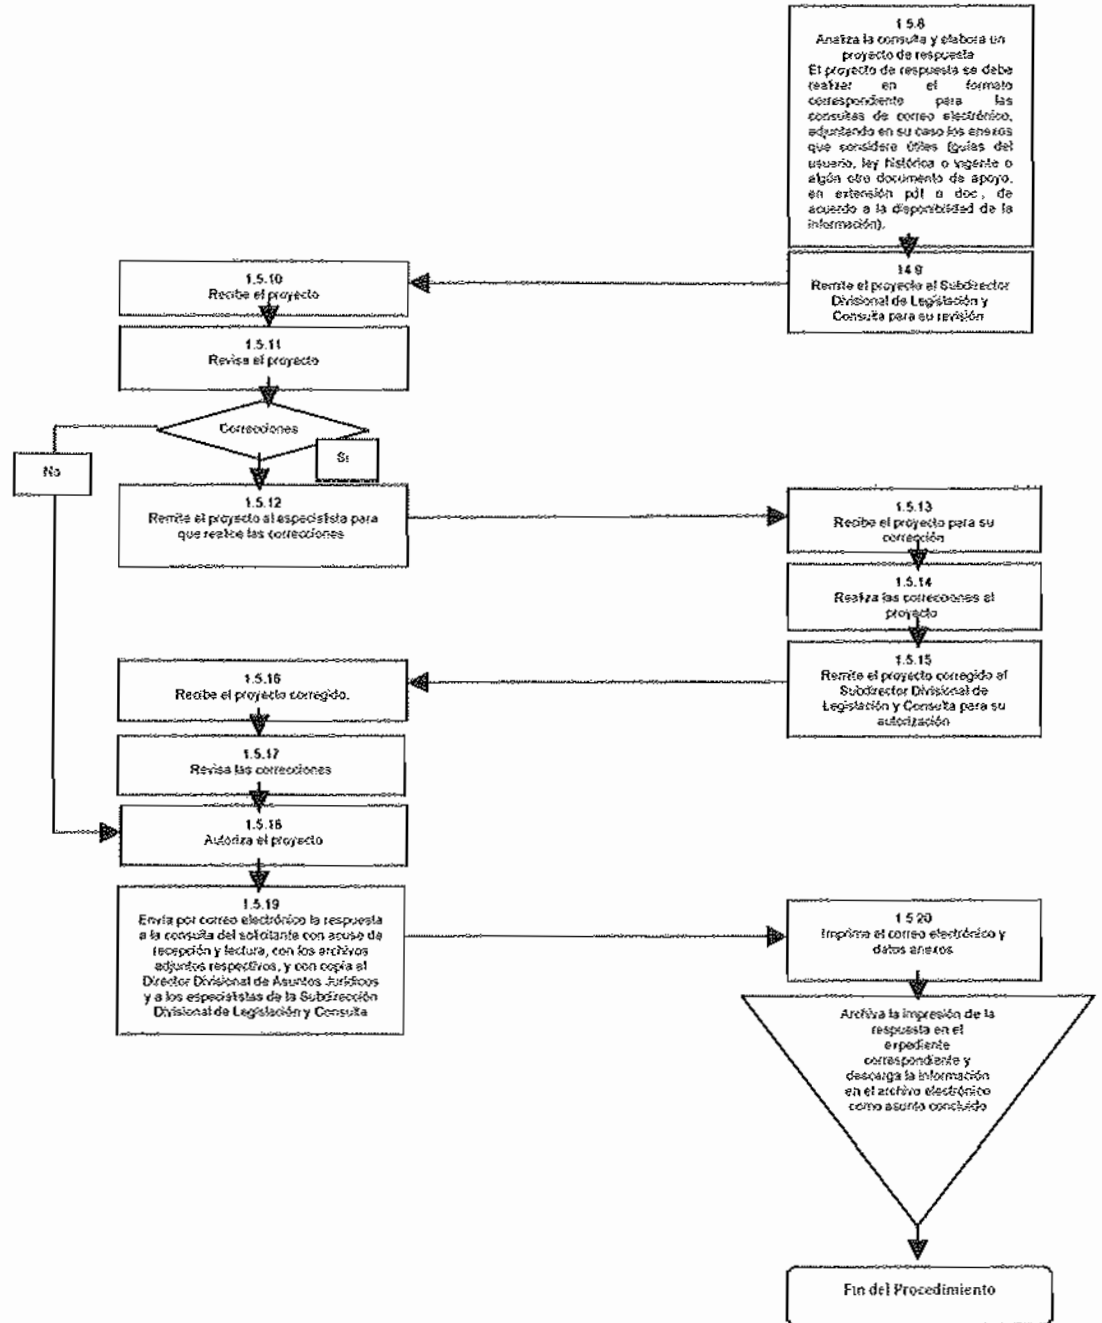 1.5.8
Analiza la consulta y elabora un
proyecto de respuesta
El proyecto de respuesta se debe
realizar en el formato
correspondiente para las
consultas de correo electrónico,
adjuntando en su caso los anexos
que considere útiles (guías del
usuario, ley histórica o vigente o
algún otro documento de apoyo,
en extensión pdf o doc., de
acuerdo a la disponibilidad de la
información).
14.9
Remite el proyecto al Subdirector
Divisional de Legislación y
Consulta para su revisión
1.5.10
Recibe el proyecto
1.5.11
Revisa el proyecto
Correcciones
No
Si
1.5.12
Remite el proyecto al especialista para
que realice las correcciones
1.5.13
Recibe el proyecto para su
corrección
1.5.14
Realiza las correcciones al
proyecto
1.5.15
Remite el proyecto corregido al
Subdirector Divisional de
Legislación y Consulta para su
autorización
1.5.16
Recibe el proyecto corregido.
1.5.17
Revisa las correcciones
1.5.18
Autoriza el proyecto
1.5.19
Envía por correo electrónico la respuesta
a la consulta del solicitante con acuse de
recepción y lectura, con los archivos
adjuntos respectivos, y con copia al
Director Divisional de Asuntos Jurídicos
y a los especialistas de la Subdirección
Divisional de Legislación y Consulta
1.5.20
Imprime el correo electrónico y
datos anexos
Archiva la impresión de la
respuesta en el
expediente
correspondiente y
descarga la información
en el archivo electrónico
como asunto concluido
Fin del Procedimiento